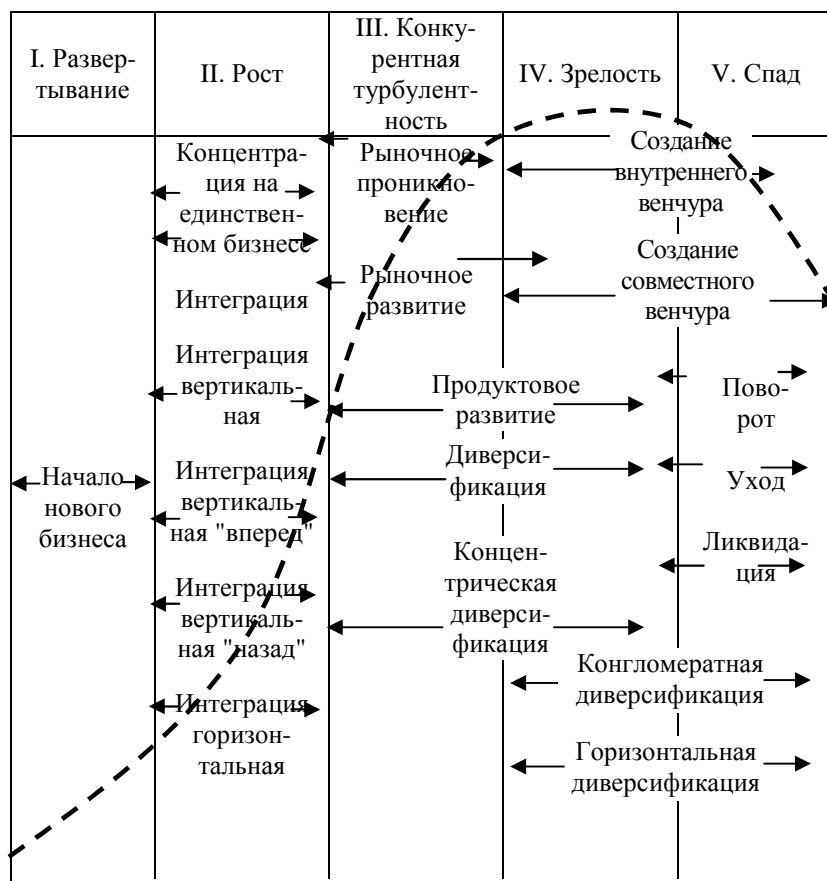 I. Развер-
тывание
II. Рост
III. Конку-
рентная
турбулент-
ность
IV. Зрелость
V. Спад
Начало
нового
бизнеса
Концентра-
ция на
единствен-
ном бизнесе
Интеграция
Интеграция
вертикаль-
ная
Интеграция
вертикаль-
ная "вперед"
Интеграция
вертикаль-
ная "назад"
Интеграция
горизон-
тальная
Рыночное
проникно-
вение
Рыночное
развитие
Продуктовое
развитие
Диверси-
фикация
Концен-
трическая
диверси-
фикация
Создание
внутреннего
венчура
Создание
совместного
венчура
Конгломератная
диверсификация
Горизонтальная
диверсификация
Пово-
рот
Уход
Ликвида-
ция